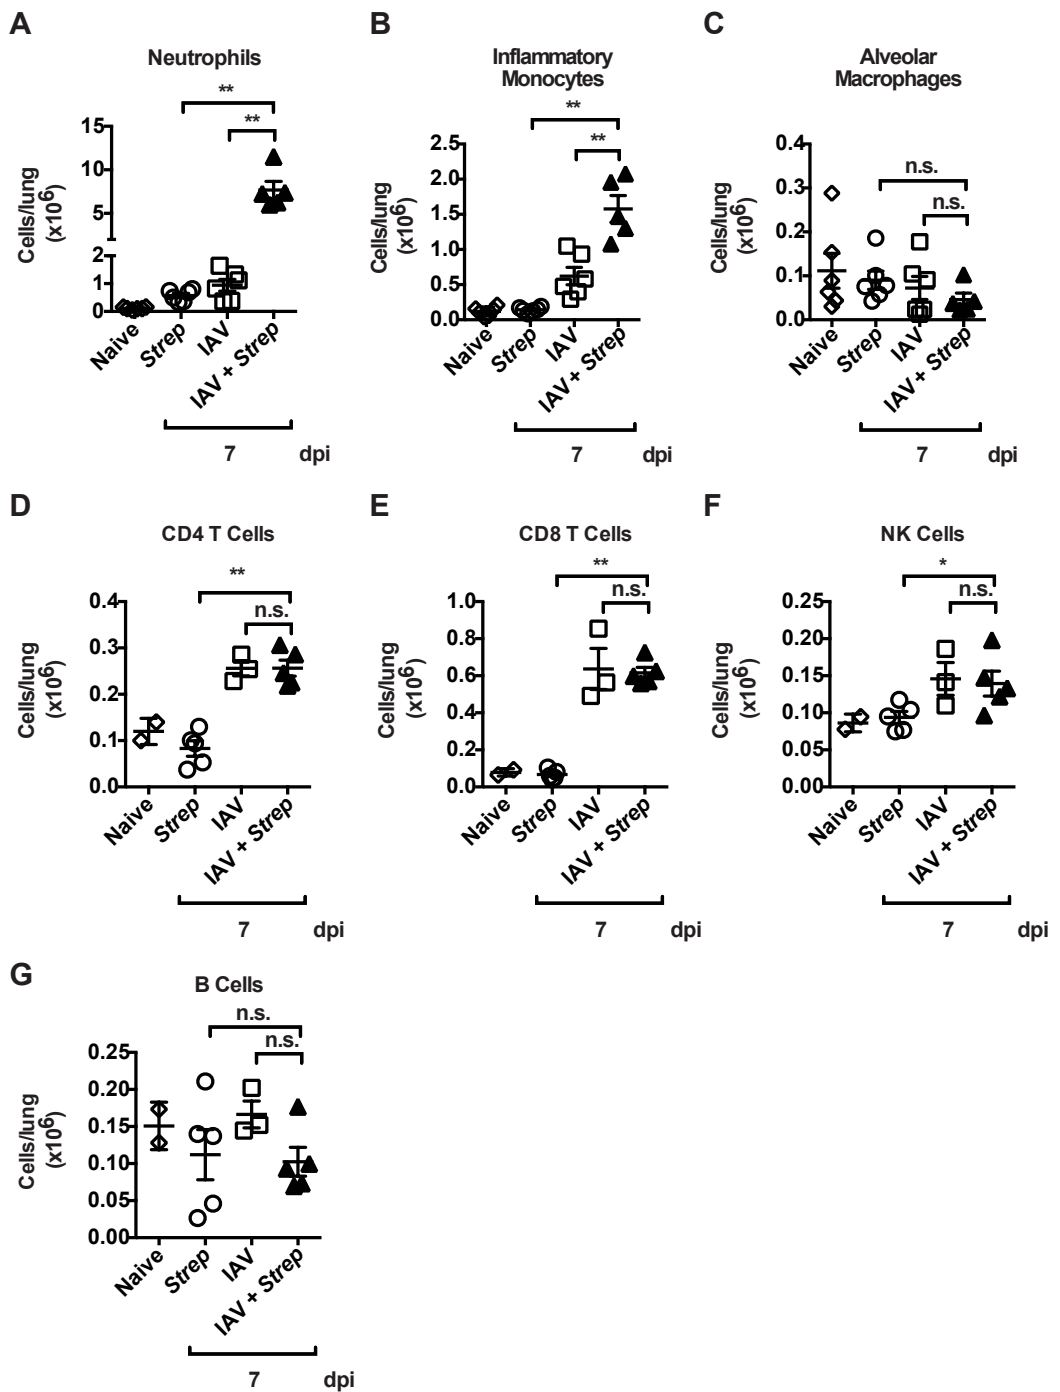 A
Neutrophils
**
**
Cells/lung
(x10⁶)
15
10
5
2
1
0
Naive
Strep
IAV
IAV + Strep
7
dpi
B
Inflammatory
Monocytes
**
**
Cells/lung
(x10⁶)
2.5
2.0
1.5
1.0
0.5
0.0
Naive
Strep
IAV
IAV + Strep
7
dpi
C
Alveolar
Macrophages
n.s.
n.s.
Cells/lung
(x10⁶)
0.4
0.3
0.2
0.1
0.0
Naive
Strep
IAV
IAV + Strep
7
dpi
D
CD4 T Cells
**
n.s.
Cells/lung
(x10⁶)
0.4
0.3
0.2
0.1
0.0
Naive
Strep
IAV
IAV + Strep
7
dpi
E
CD8 T Cells
**
n.s.
Cells/lung
(x10⁶)
1.0
0.8
0.6
0.4
0.2
0.0
Naive
Strep
IAV
IAV + Strep
7
dpi
F
NK Cells
*
n.s.
Cells/lung
(x10⁶)
0.25
0.20
0.15
0.10
0.05
0.00
Naive
Strep
IAV
IAV + Strep
7
dpi
G
B Cells
n.s.
n.s.
Cells/lung
(x10⁶)
0.25
0.20
0.15
0.10
0.05
0.00
Naive
Strep
IAV
IAV + Strep
7
dpi